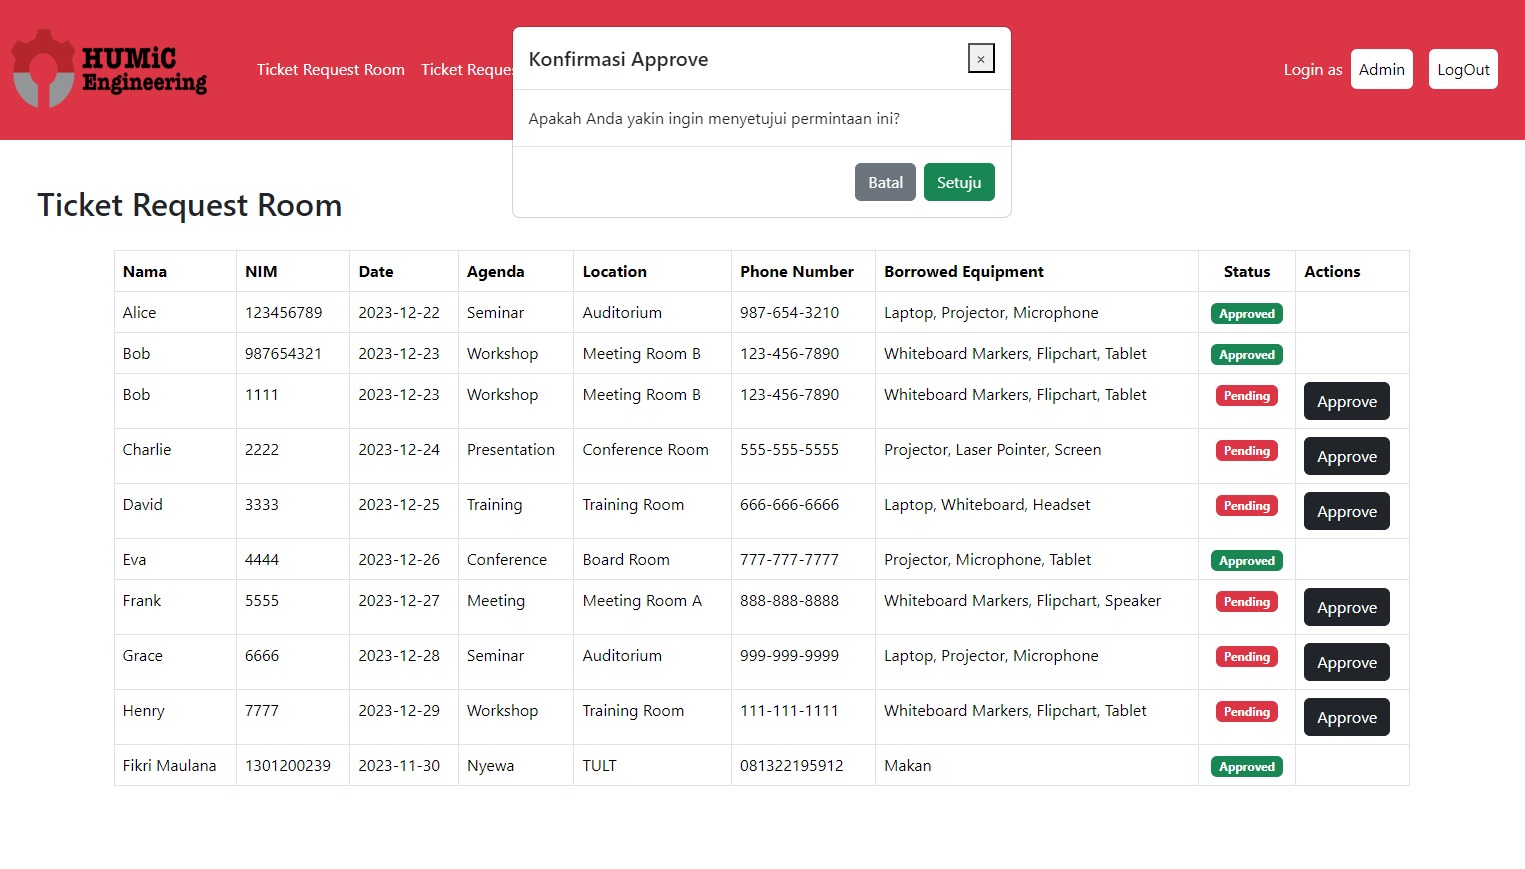 HUMiC
Engineering
Ticket Request Room Ticket Reques
Login as Admin LogOut
Konfirmasi Approve ×
Apakah Anda yakin ingin menyetujui permintaan ini?
Batal Setuju
Ticket Request Room
Nama NIM Date Agenda Location Phone Number Borrowed Equipment Status Actions
Alice 123456789 2023-12-22 Seminar Auditorium 987-654-3210 Laptop, Projector, Microphone Approved
Bob 987654321 2023-12-23 Workshop Meeting Room B 123-456-7890 Whiteboard Markers, Flipchart, Tablet Approved
Bob 1111 2023-12-23 Workshop Meeting Room B 123-456-7890 Whiteboard Markers, Flipchart, Tablet Pending Approve
Charlie 2222 2023-12-24 Presentation Conference Room 555-555-5555 Projector, Laser Pointer, Screen Pending Approve
David 3333 2023-12-25 Training Training Room 666-666-6666 Laptop, Whiteboard, Headset Pending Approve
Eva 4444 2023-12-26 Conference Board Room 777-777-7777 Projector, Microphone, Tablet Approved
Frank 5555 2023-12-27 Meeting Meeting Room A 888-888-8888 Whiteboard Markers, Flipchart, Speaker Pending Approve
Grace 6666 2023-12-28 Seminar Auditorium 999-999-9999 Laptop, Projector, Microphone Pending Approve
Henry 7777 2023-12-29 Workshop Training Room 111-111-1111 Whiteboard Markers, Flipchart, Tablet Pending Approve
Fikri Maulana 1301200239 2023-11-30 Nyewa TULT 081322195912 Makan Approved